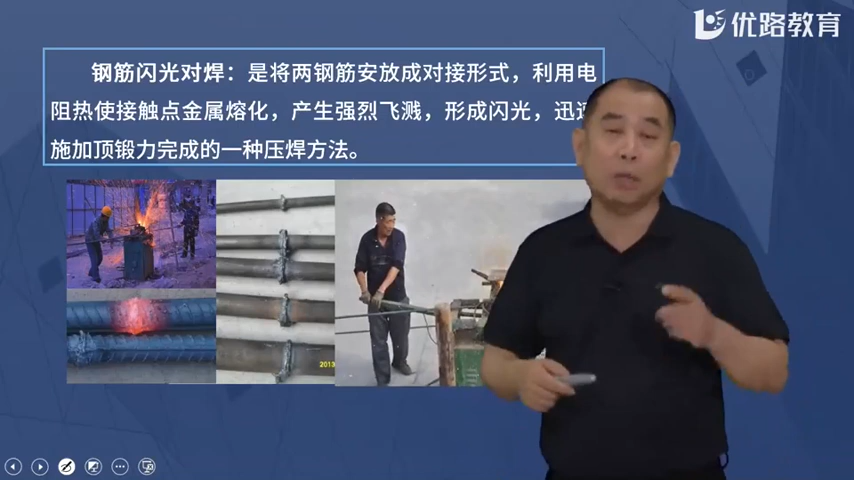 优路教育
钢筋闪光对焊：是将两钢筋安放成对接形式，利用电
阻热使接触点金属熔化，产生强烈飞溅，形成闪光，迅
施加顶锻力完成的一种压焊方法。
2013